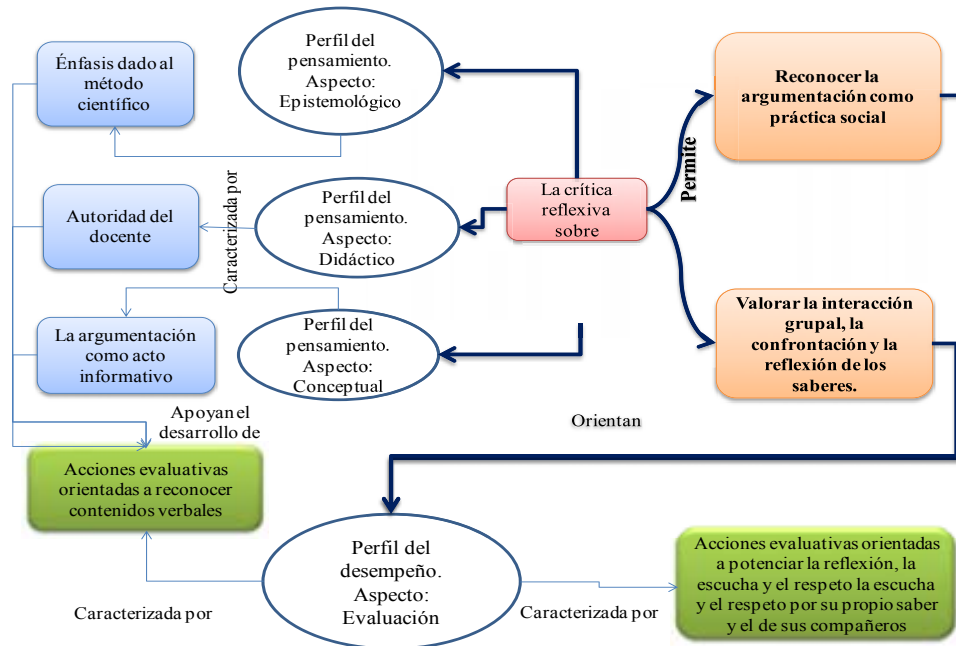 Énfasis dado al
método
científico
Perfil del
pensamiento.
Aspecto:
Epistemológico
Reconocer la
argumentación como
práctica social
Permite
La crítica
reflexiva
sobre
Autoridad del
docente
Caracterizada por
Perfil del
pensamiento.
Aspecto:
Didáctico
La argumentación
como acto
informativo
Perfil del
pensamiento.
Aspecto:
Conceptual
Valorar la interacción
grupal, la
confrontación y la
reflexión de los
saberes.
Apoyan el
desarrollo de
Orientan
Acciones evaluativas
orientadas a reconocer
contenidos verbales
Perfil del
desempeño.
Aspecto:
Evaluación
Acciones evaluativas orientadas
a potenciar la reflexión, la
escucha y el respeto la escucha
y el respeto por su propio saber
y el de sus compañeros
Caracterizada por
Caracterizada por